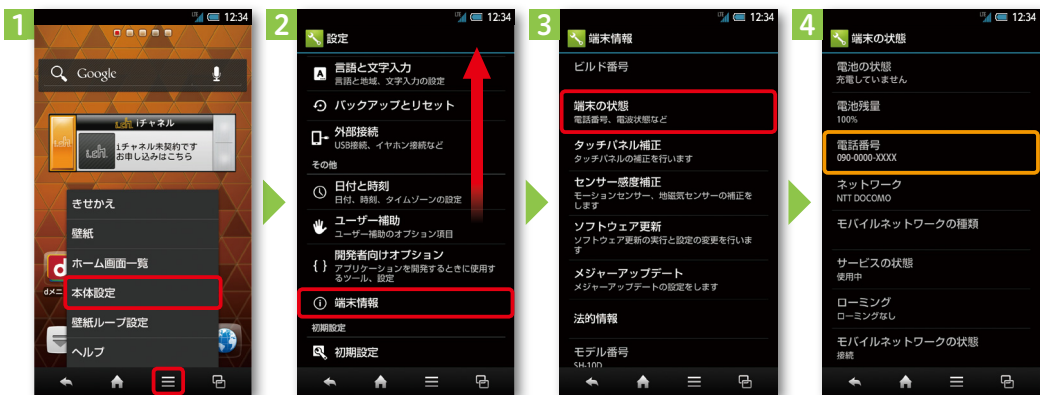 1
12:34
Google
i.ch. iチャネル
iチャネル未契約です
お申し込みはこちら
きせかえ
壁紙
ホーム画面一覧
dメニ
本体設定
壁紙ループ設定
ヘルプ
2
12:34
設定
言語と文字入力
言語と地域、文字入力の設定
バックアップとリセット
外部接続
USB接続、イヤホン接続など
その他
日付と時刻
日付、時刻、タイムゾーンの設定
ユーザー補助
ユーザー補助のオプション項目
開発者向けオプション
アプリケーションを開発するときに使用す
るツール、設定
端末情報
初期設定
初期設定
3
12:34
端末情報
ビルド番号
端末の状態
電話番号、電波状態など
タッチパネル補正
タッチパネルの補正を行います
センサー感度補正
モーションセンサー、地磁気センサーの補正を
します
ソフトウェア更新
ソフトウェア更新の実行と設定の変更を行いま
す
メジャーアップデート
メジャーアップデートの設定をします
法的情報
モデル番号
SH-10D
4
12:34
端末の状態
電池の状態
充電していません
電池残量
100%
電話番号
090-0000-XXXX
ネットワーク
NTT DOCOMO
モバイルネットワークの種類
サービスの状態
使用中
ローミング
ローミングなし
モバイルネットワークの状態
接続